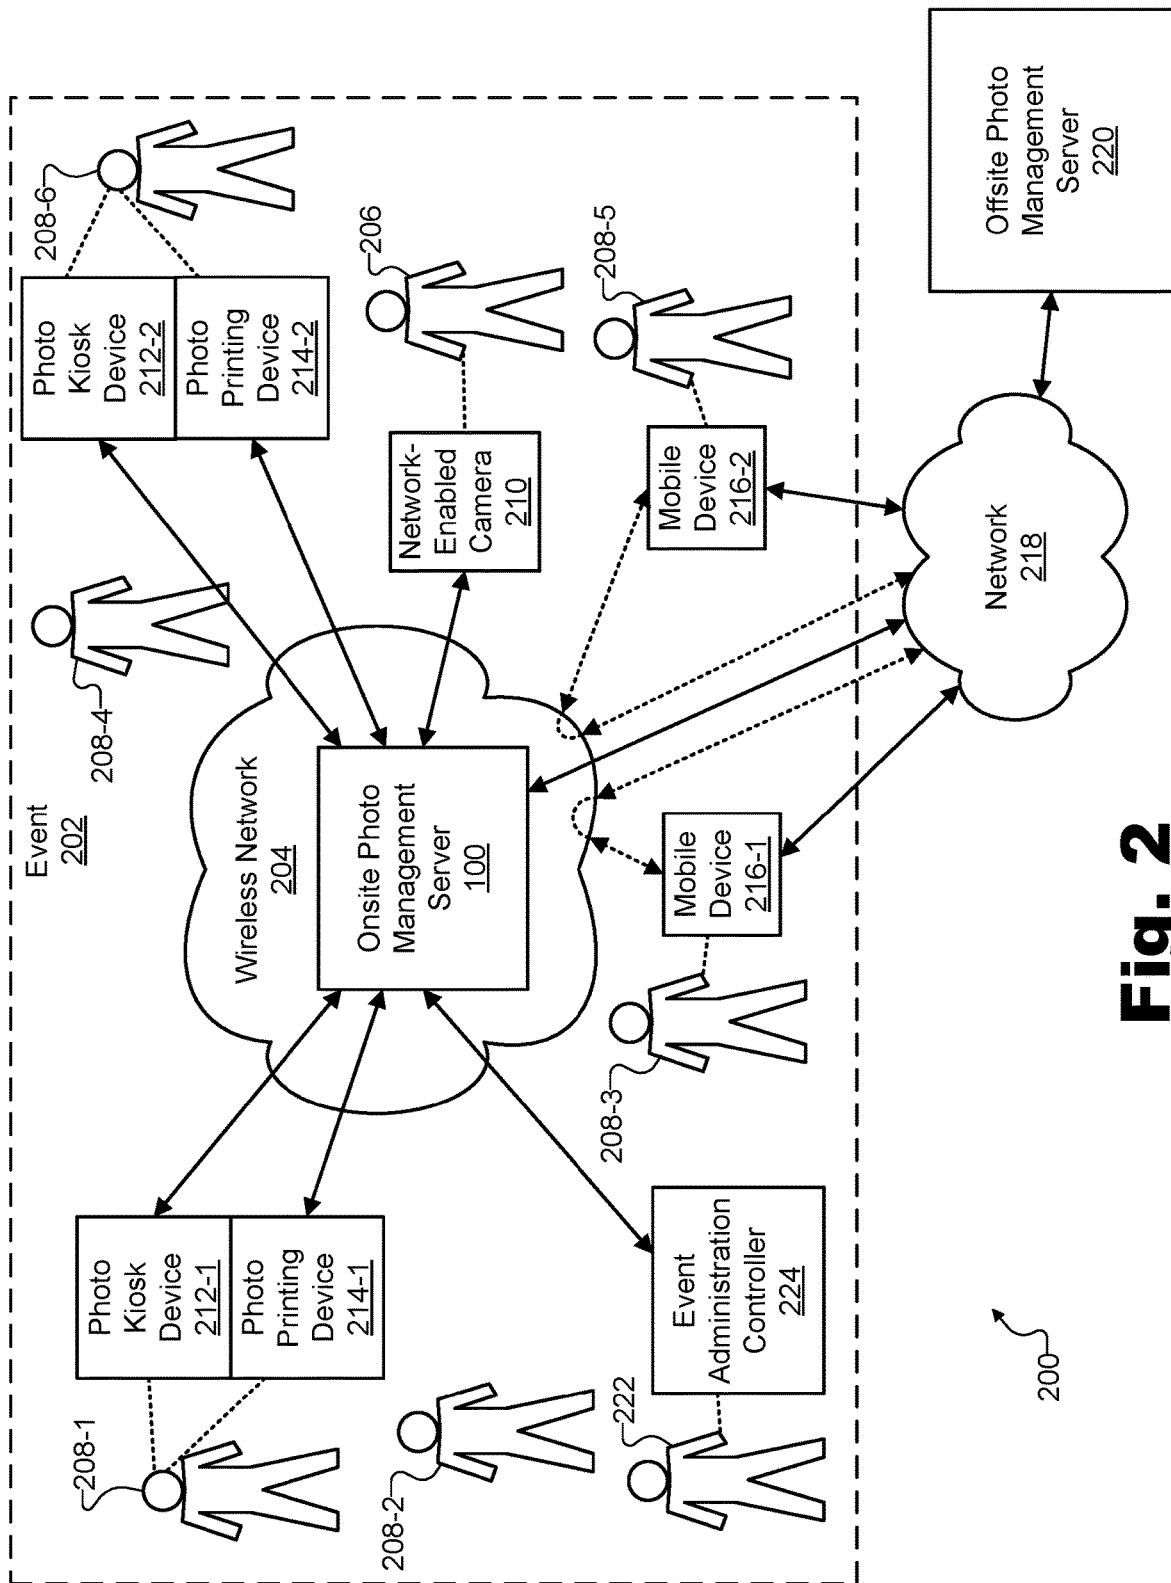 Event
202
208-1
Photo
Kiosk
Device
212-1
Photo
Printing
Device
214-1
208-2
222
Event
Administration
Controller
224
Wireless Network
204
Onsite Photo
Management
Server
100
208-4
208-6
Photo
Kiosk
Device
212-2
Photo
Printing
Device
214-2
206
Network-
Enabled
Camera
210
208-5
Mobile
Device
216-2
208-3
Mobile
Device
216-1
Network
218
Offsite Photo
Management
Server
220
200
Fig. 2